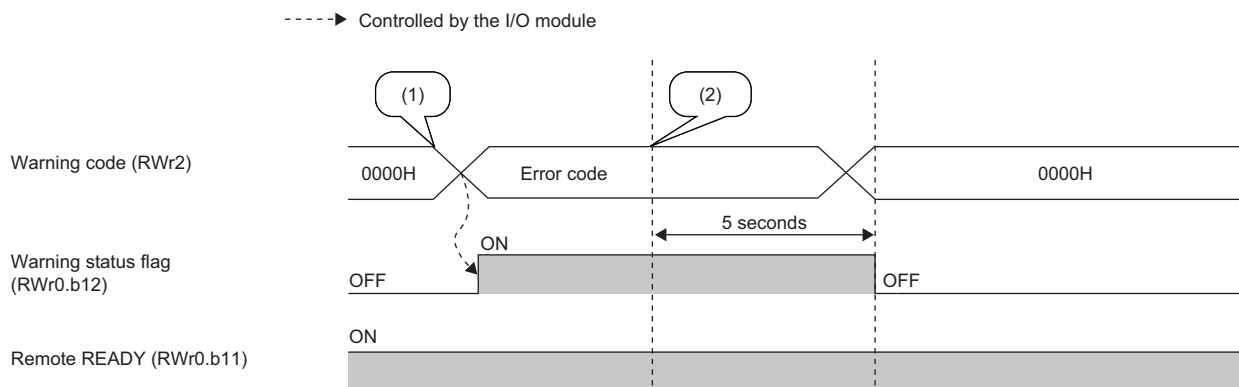 Controlled by the I/O module
(1)
(2)
Warning code (RWr2)
0000H
Error code
0000H
5 seconds
ON
Warning status flag
(RWr0.b12)
OFF
OFF
ON
Remote READY (RWr0.b11)